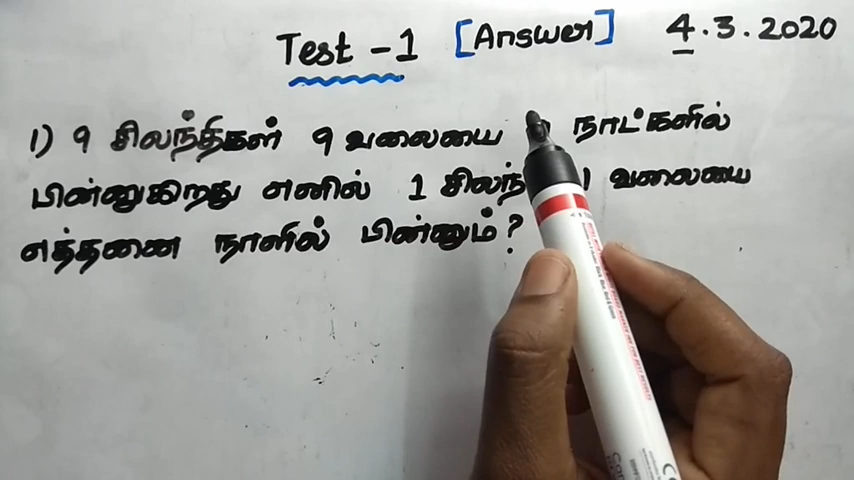 Test - 1 [Answer] 4.3.2020
1) 9 சிலந்திகள் 9 வலையை நாட்களில்
பின்னுகிறது எனில் 1 வலையை
எத்தனை நாளில் பின்னும்?